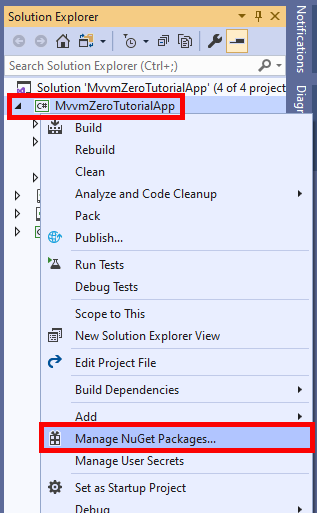 Solution Explorer
Search Solution Explorer (Ctrl+;)
Solution 'MvvmZeroTutorialApp' (4 of 4 project
C# MvvmZeroTutorialApp
Build
Rebuild
Clean
Analyze and Code Cleanup
Pack
Publish...
Run Tests
Debug Tests
Scope to This
New Solution Explorer View
Edit Project File
Build Dependencies
Add
Manage NuGet Packages...
Manage User Secrets
Set as Startup Project
Debug
Notifications
Diagn